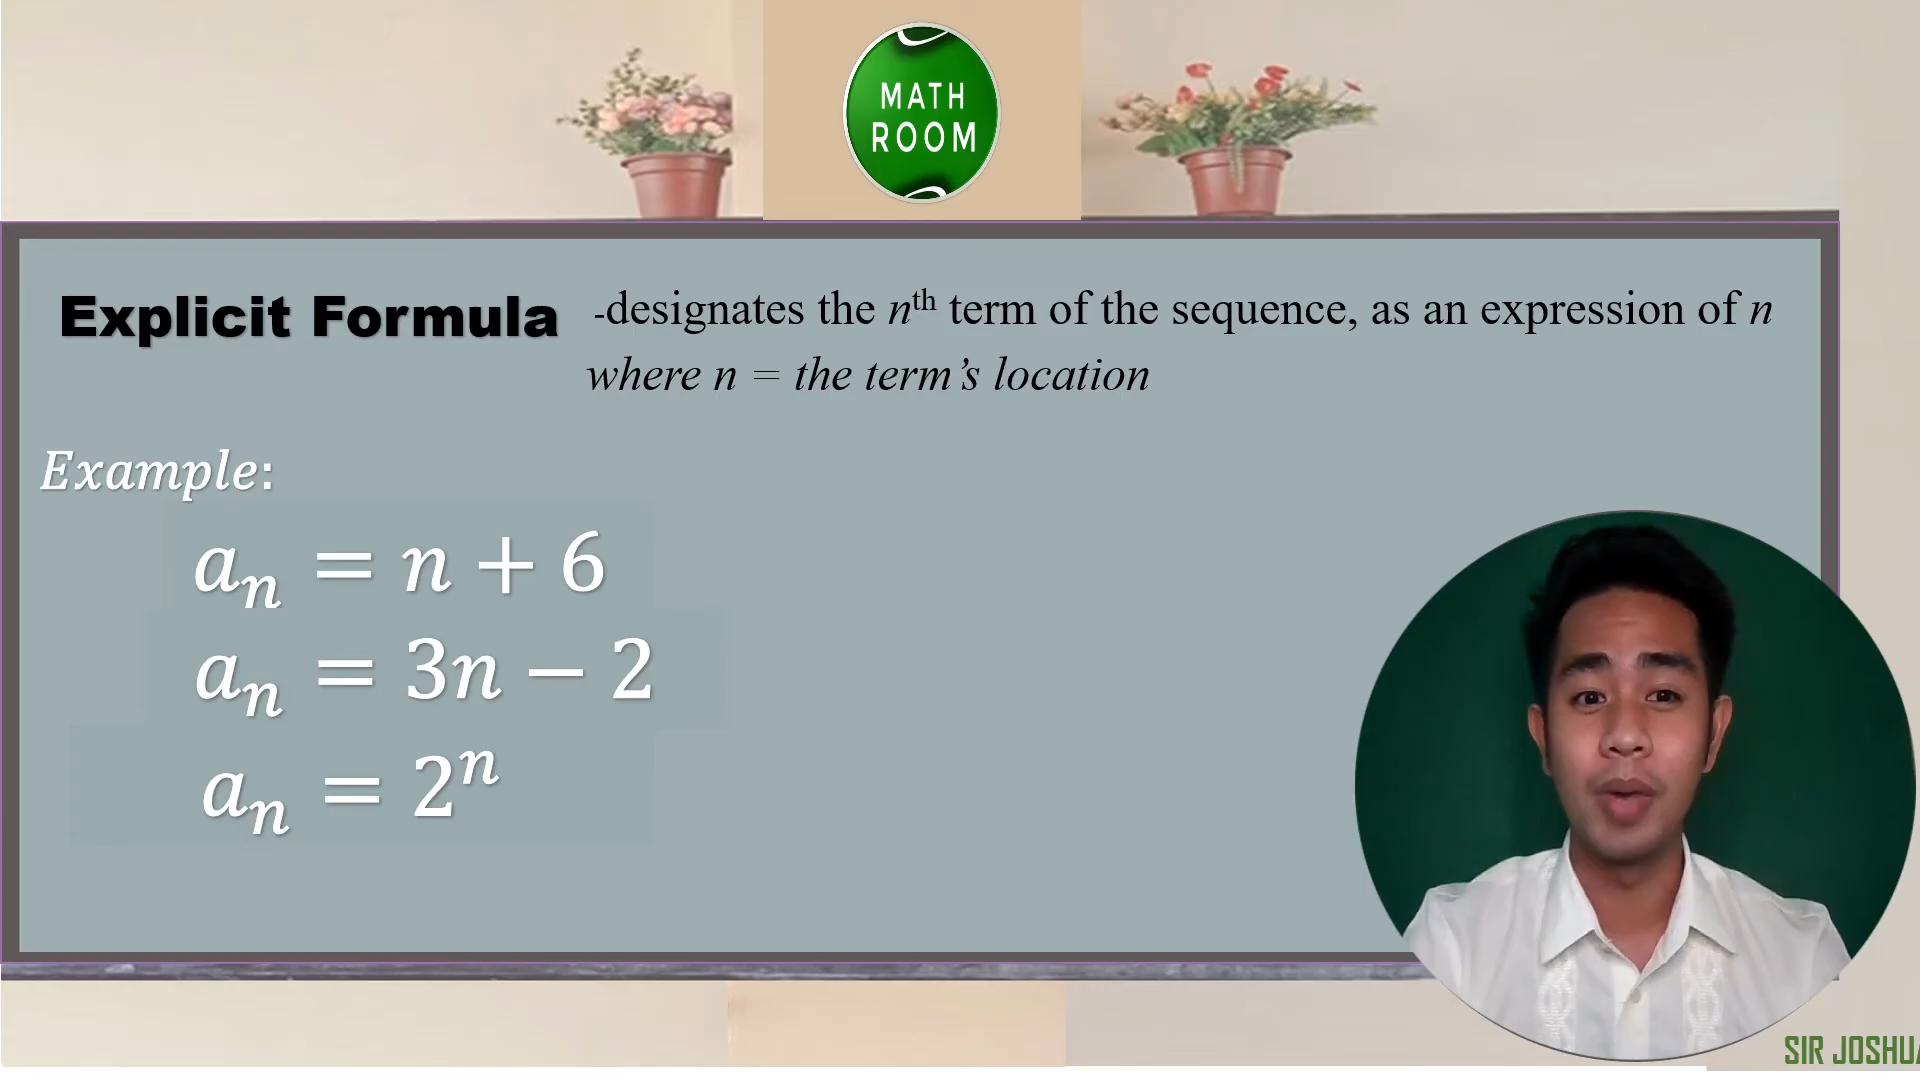 MATH
ROOM
Explicit Formula -designates the nᵗʰ term of the sequence, as an expression of n
where n = the term’s location
Example:
aₙ = n + 6
aₙ = 3n − 2
aₙ = 2ⁿ
SIR JOSHUA